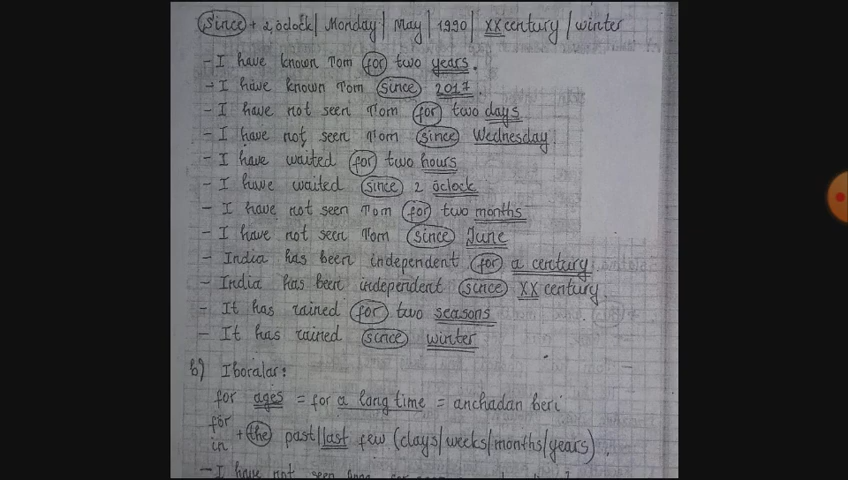 Since + 2 o'clock | Monday | May | 1990 | XX century / winter
- I have known Tom for two years.
- I have known Tom since 2017.
- I have not seen Tom for two days
- I have not seen Tom since Wednesday
- I have waited for two hours
- I have waited since 2 o'clock
- I have not seen Tom for two months
- I have not seen Tom since June
- India has been independent for a century.
- India has been independent since XX century.
- It has rained for two seasons
- It has rained since winter
b) Iboralar:
for ages = for a long time = anchadan beri
for
in + the past/last few (days/weeks/months/years).
- I have not seen